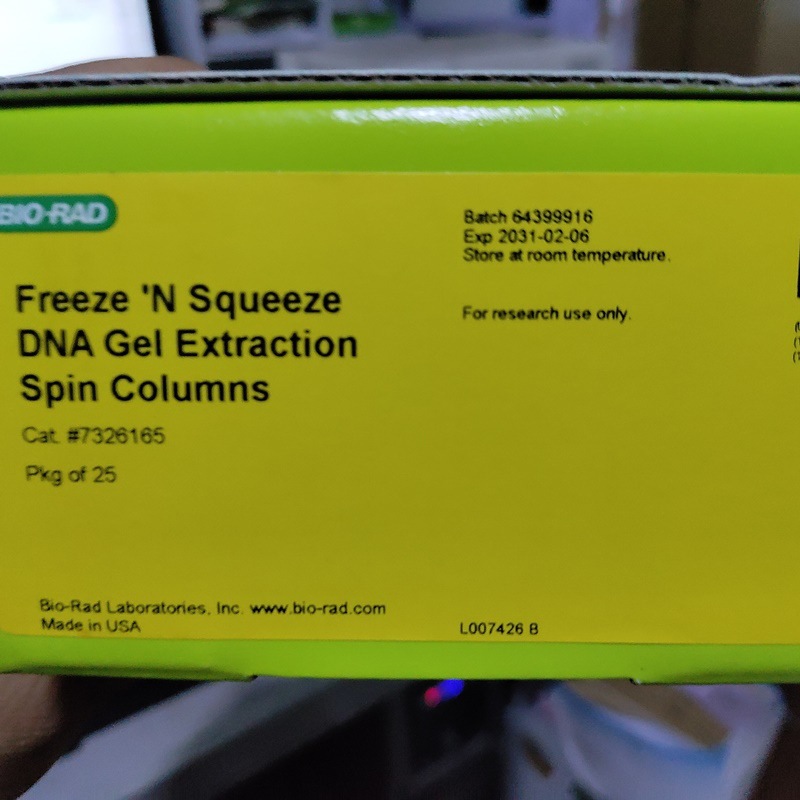 BIO-RAD
Freeze 'N Squeeze
DNA Gel Extraction
Spin Columns
Cat. #7326165
Pkg of 25
Bio-Rad Laboratories, Inc. www.bio-rad.com
Made in USA
Batch 64399916
Exp 2031-02-06
Store at room temperature.
For research use only.
L007426 B